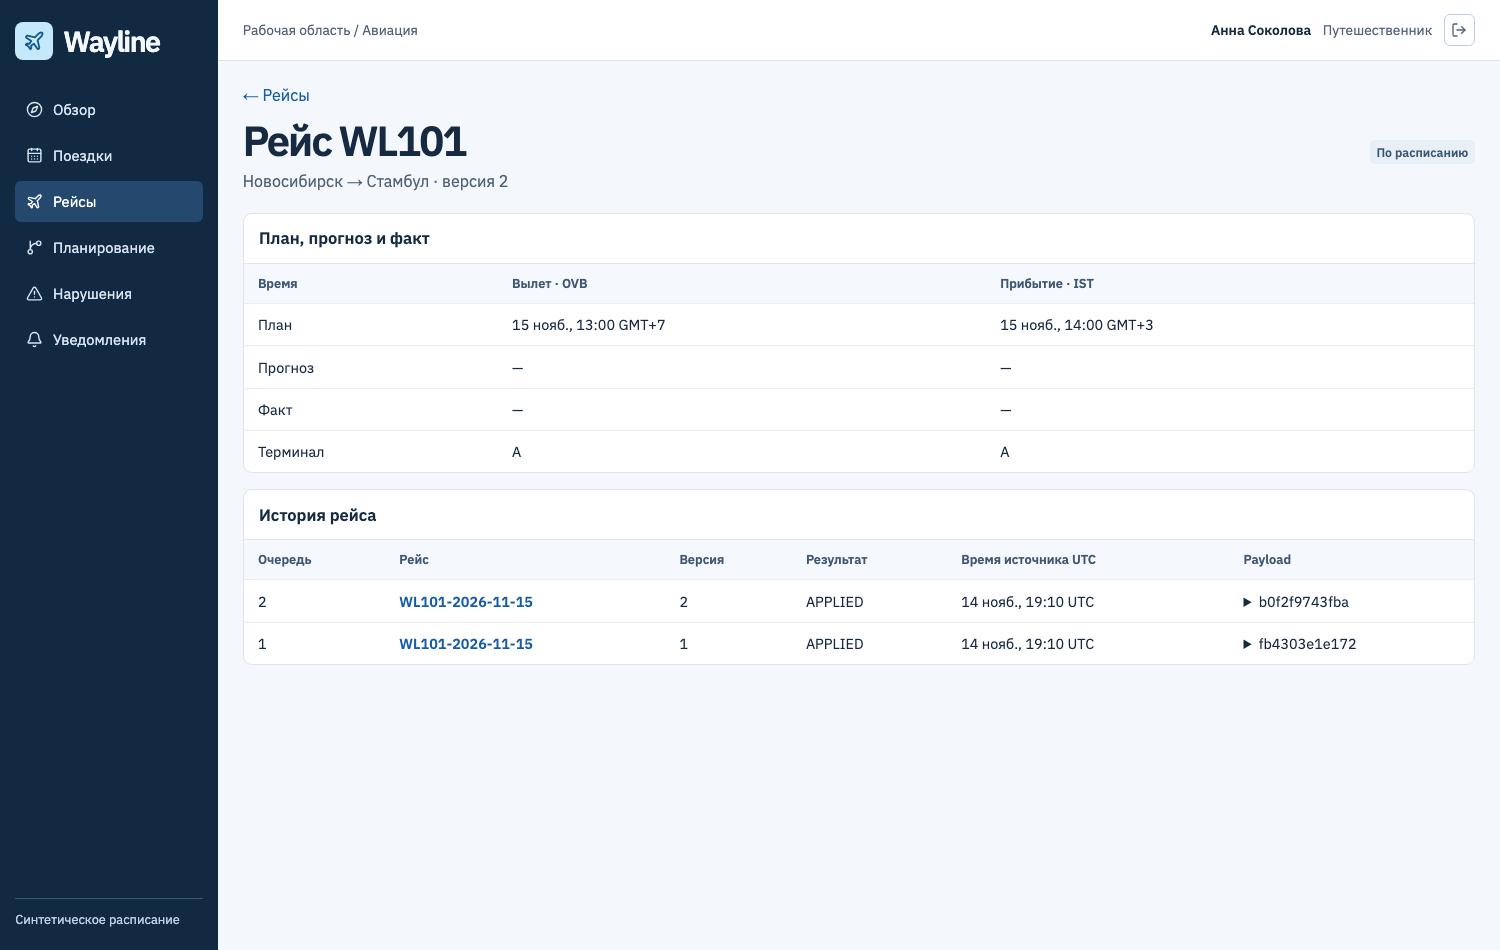 Wayline
Обзор
Поездки
Рейсы
Планирование
Нарушения
Уведомления
Синтетическое расписание
Рабочая область / Авиация
Анна Соколова Путешественник
← Рейсы
Рейс WL101
По расписанию
Новосибирск → Стамбул · версия 2
План, прогноз и факт
Время Вылет · OVB Прибытие · IST
План 15 нояб., 13:00 GMT+7 15 нояб., 14:00 GMT+3
Прогноз — —
Факт — —
Терминал A A
История рейса
Очередь Рейс Версия Результат Время источника UTC Payload
2 WL101-2026-11-15 2 APPLIED 14 нояб., 19:10 UTC ▶ b0f2f9743fba
1 WL101-2026-11-15 1 APPLIED 14 нояб., 19:10 UTC ▶ fb4303e1e172